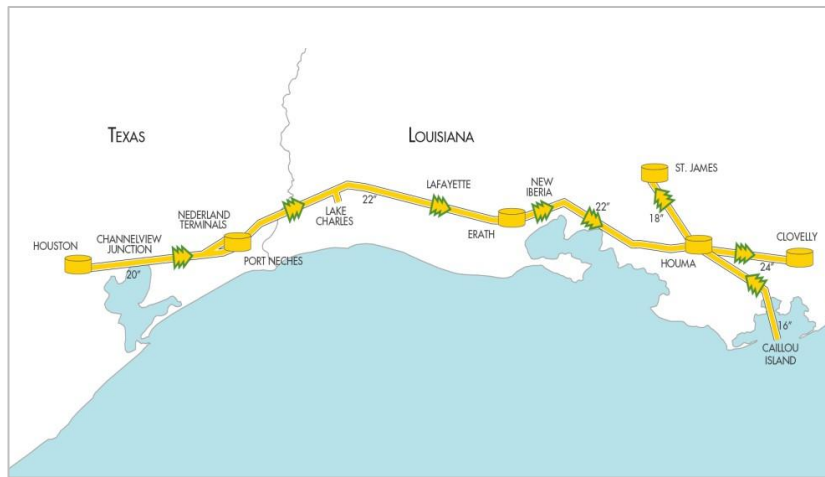 TEXAS
LOUISIANA
HOUSTON
CHANNELVIEW
JUNCTION
20"
NEDERLAND
TERMINALS
PORT NECHES
LAKE
CHARLES
22"
LAFAYETTE
ERATH
NEW
IBERIA
22"
ST. JAMES
18"
HOUMA
CLOVELLY
24"
16"
CAILLOU
ISLAND